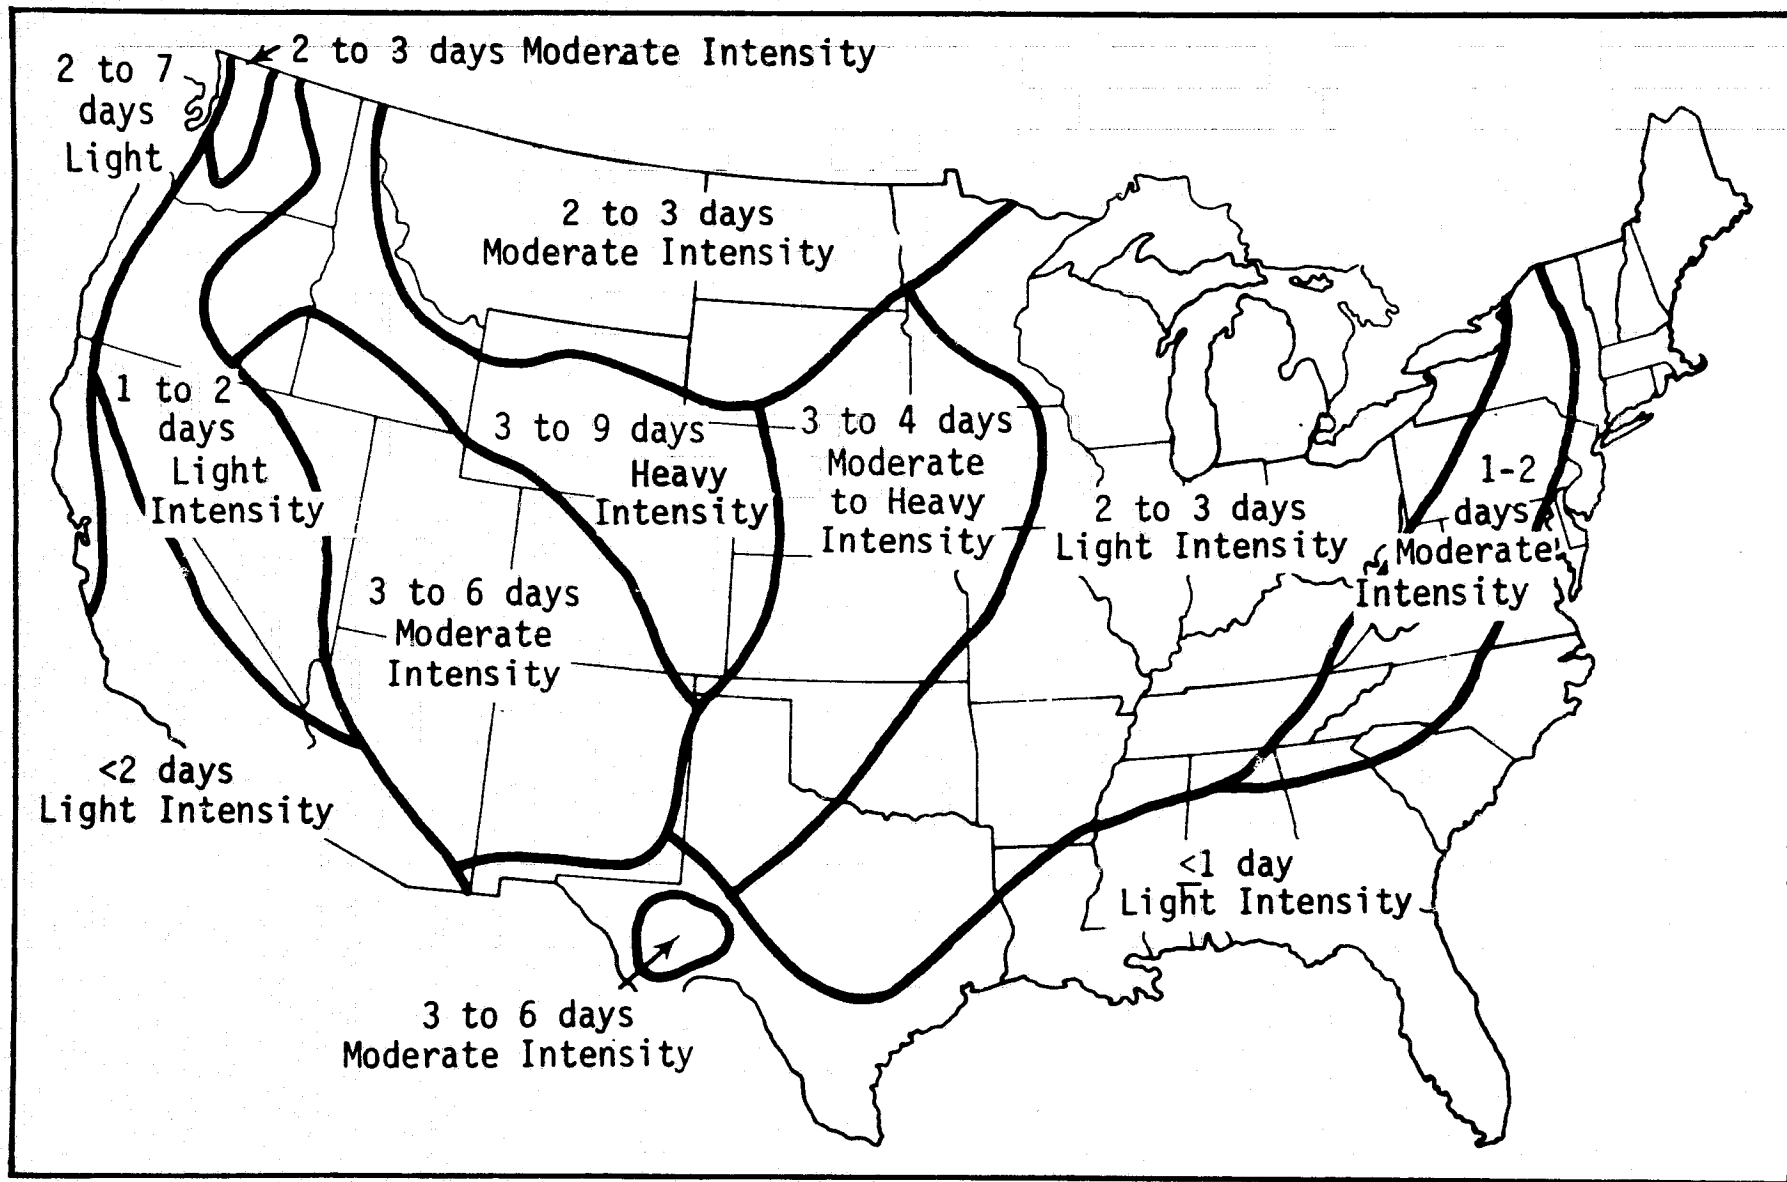 2 to 3 days Moderate Intensity
2 to 7
days
Light
2 to 3 days
Moderate Intensity
1 to 2
days
Light
Intensity
3 to 9 days
Heavy
Intensity
3 to 4 days
Moderate
to Heavy
Intensity
2 to 3 days
Light Intensity
1-2
days
Moderate
Intensity
3 to 6 days
Moderate
Intensity
<2 days
Light Intensity
≤1 day
Light Intensity
3 to 6 days
Moderate Intensity